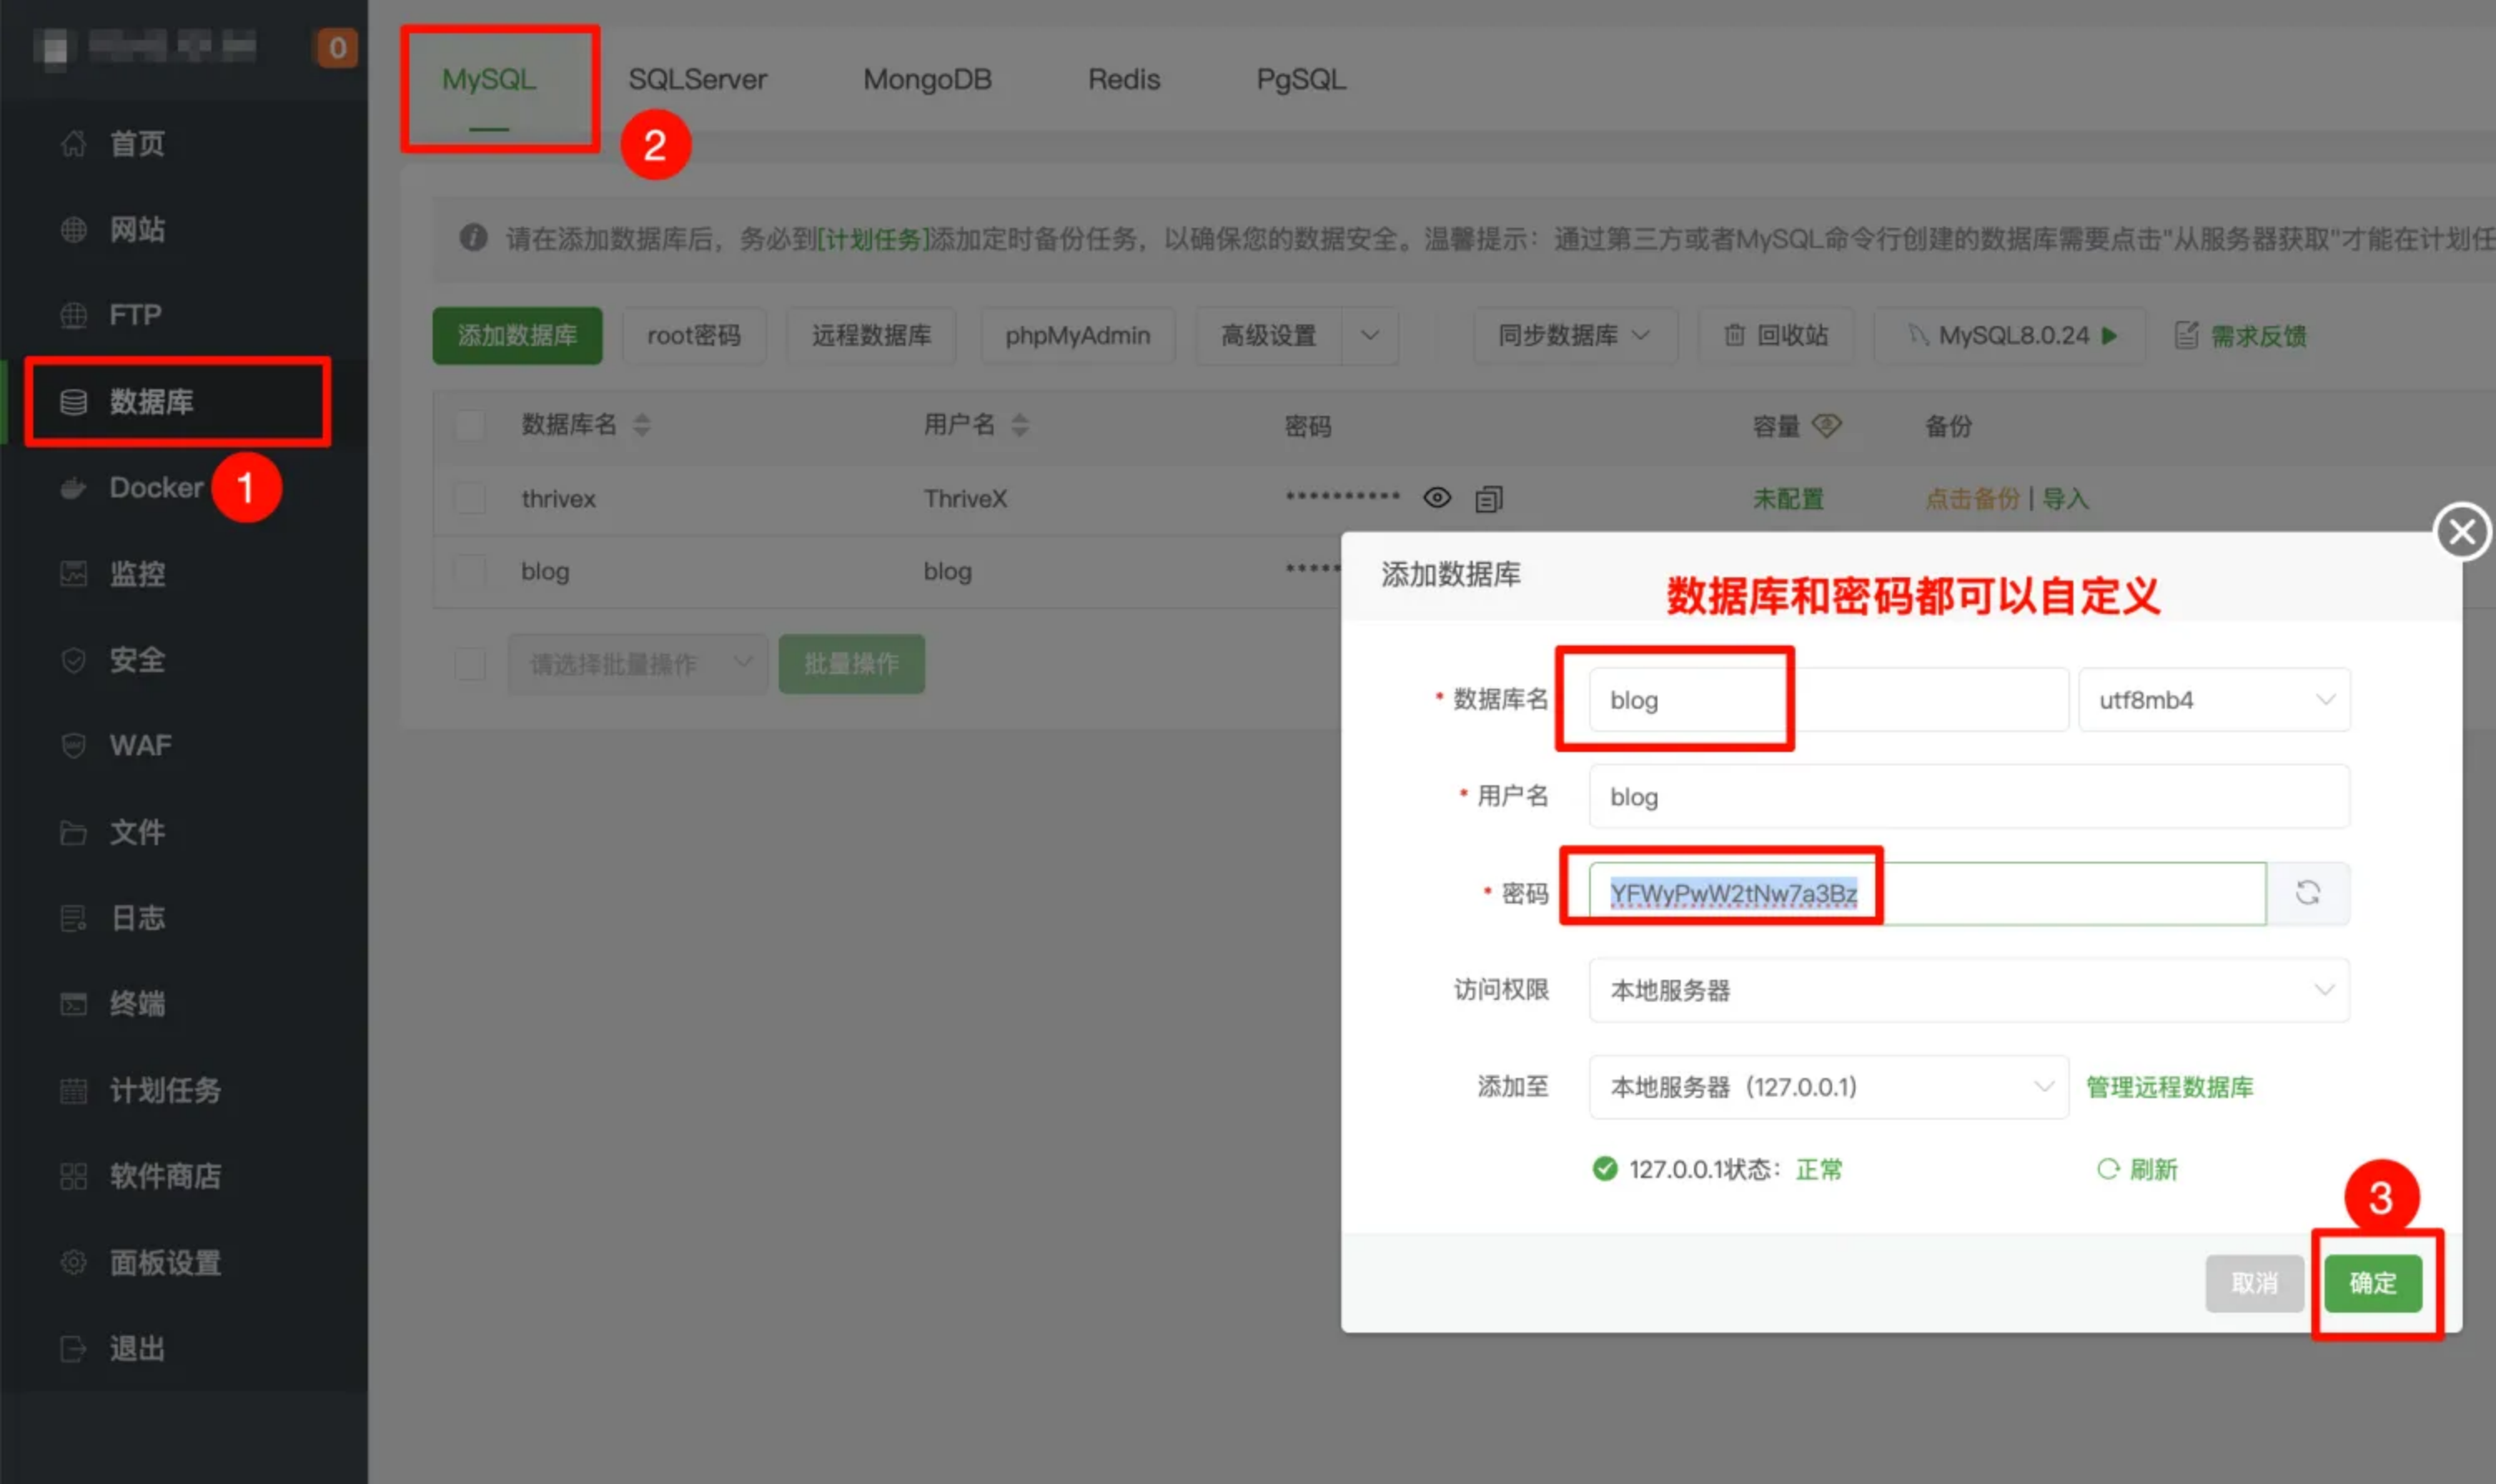 0
首页
网站
FTP
数据库
1
Docker
监控
安全
WAF
文件
日志
终端
计划任务
软件商店
面板设置
退出
MySQL SQLServer MongoDB Redis PgSQL
2
请在添加数据库后，务必到[计划任务]添加定时备份任务，以确保您的数据安全。温馨提示：通过第三方或者MySQL命令行创建的数据库需要点击"从服务器获取"才能在计划任
添加数据库 root密码 远程数据库 phpMyAdmin 高级设置 同步数据库 回收站 MySQL8.0.24 需求反馈
数据库名 用户名 密码 容量 备份
thrivex ThriveX ********** 未配置 点击备份 | 导入
blog blog *****
请选择批量操作 批量操作
添加数据库
数据库和密码都可以自定义
* 数据库名 blog utf8mb4
* 用户名 blog
* 密码 YFWyPwW2tNw7a3Bz
访问权限 本地服务器
添加至 本地服务器（127.0.0.1） 管理远程数据库
127.0.0.1状态：正常 刷新
3
取消 确定